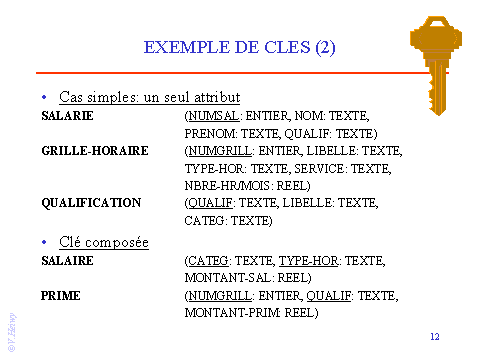 EXEMPLE DE CLES (2)
• Cas simples: un seul attribut
SALARIE (NUMSAL: ENTIER, NOM: TEXTE,
PRENOM: TEXTE, QUALIF: TEXTE)
GRILLE-HORAIRE (NUMGRILL: ENTIER, LIBELLE: TEXTE,
TYPE-HOR: TEXTE, SERVICE: TEXTE,
NBRE-HR/MOIS: REEL)
QUALIFICATION (QUALIF: TEXTE, LIBELLE: TEXTE,
CATEG: TEXTE)
• Clé composée
SALAIRE (CATEG: TEXTE, TYPE-HOR: TEXTE,
MONTANT-SAL: REEL)
PRIME (NUMGRILL: ENTIER, QUALIF: TEXTE,
MONTANT-PRIM: REEL)
12